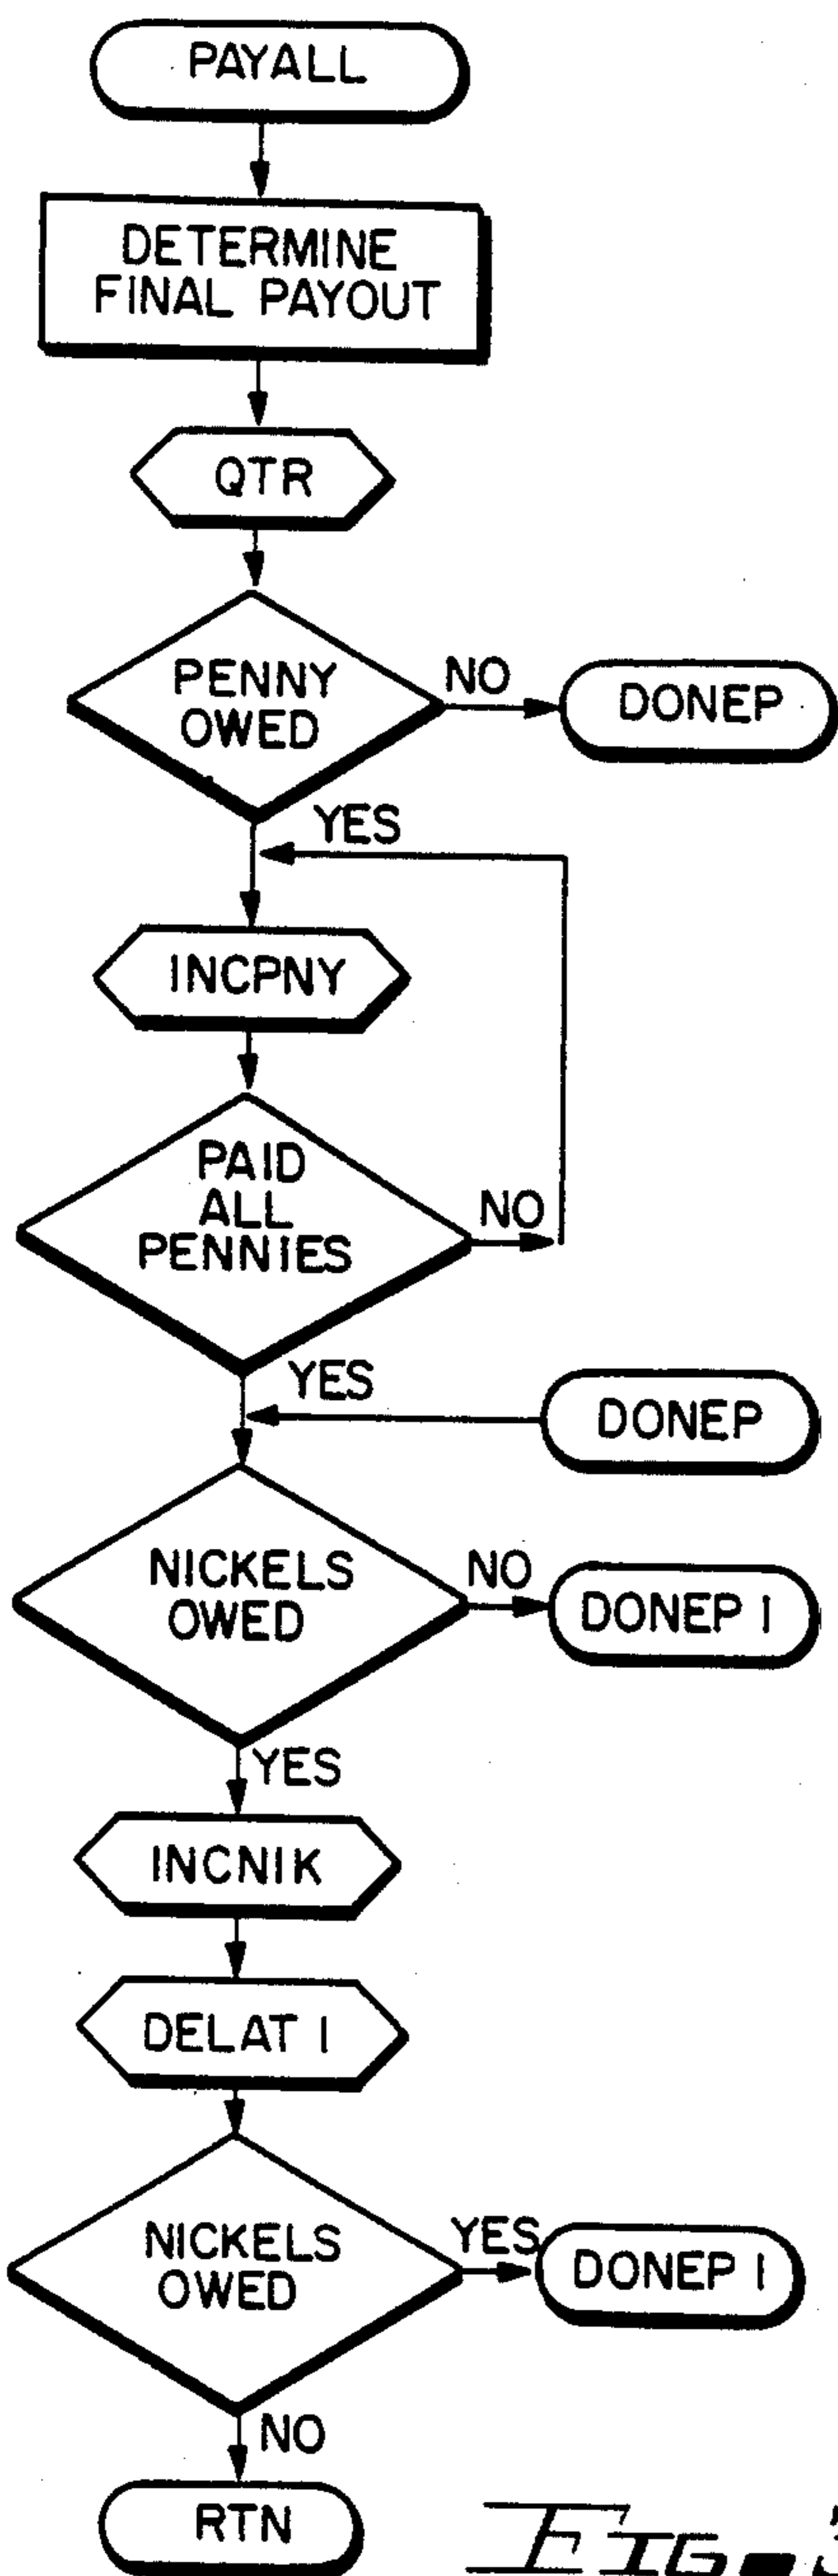 PAYALL
DETERMINE
FINAL PAYOUT
QTR
PENNY
OWED
NO
DONEP
YES
INCPNY
PAID
ALL
PENNIES
NO
YES
DONEP
NICKELS
OWED
NO
DONEP 1
YES
INCNIK
DELAT 1
NICKELS
OWED
YES
DONEP 1
NO
RTN
FIG.